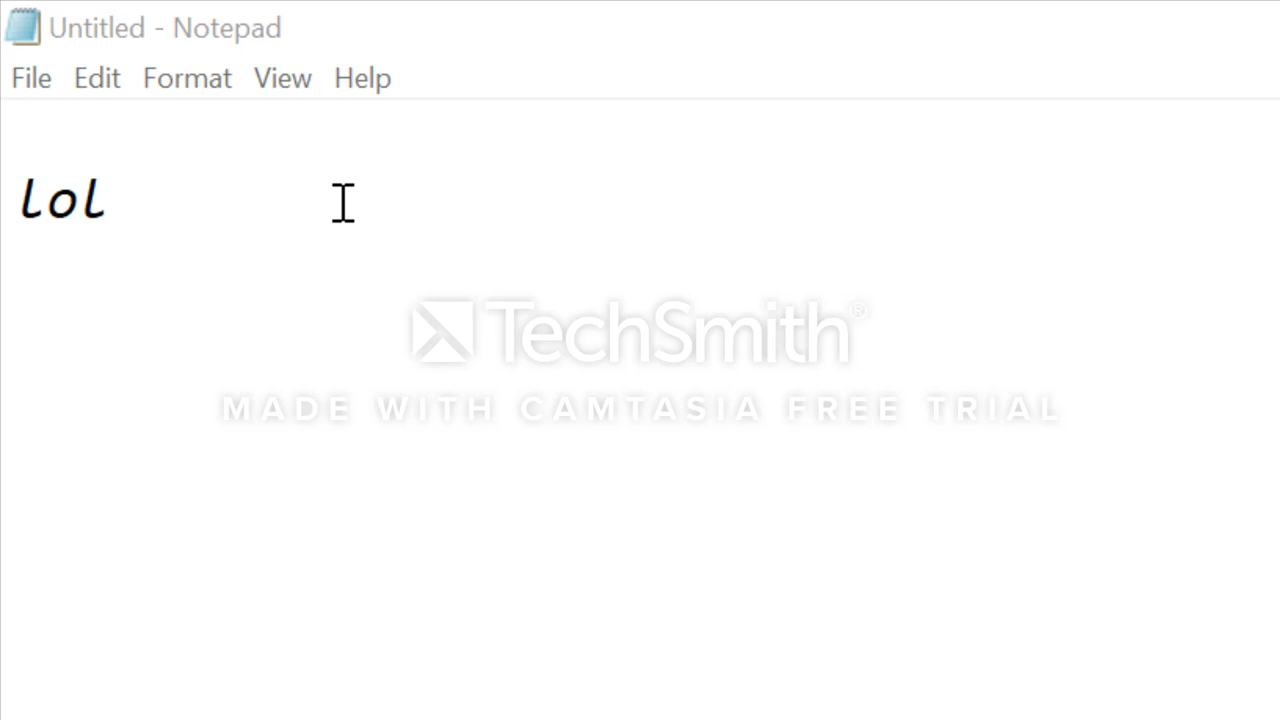 Untitled - Notepad
File Edit Format View Help
lol
TechSmith®
MADE WITH CAMTASIA FREE TRIAL